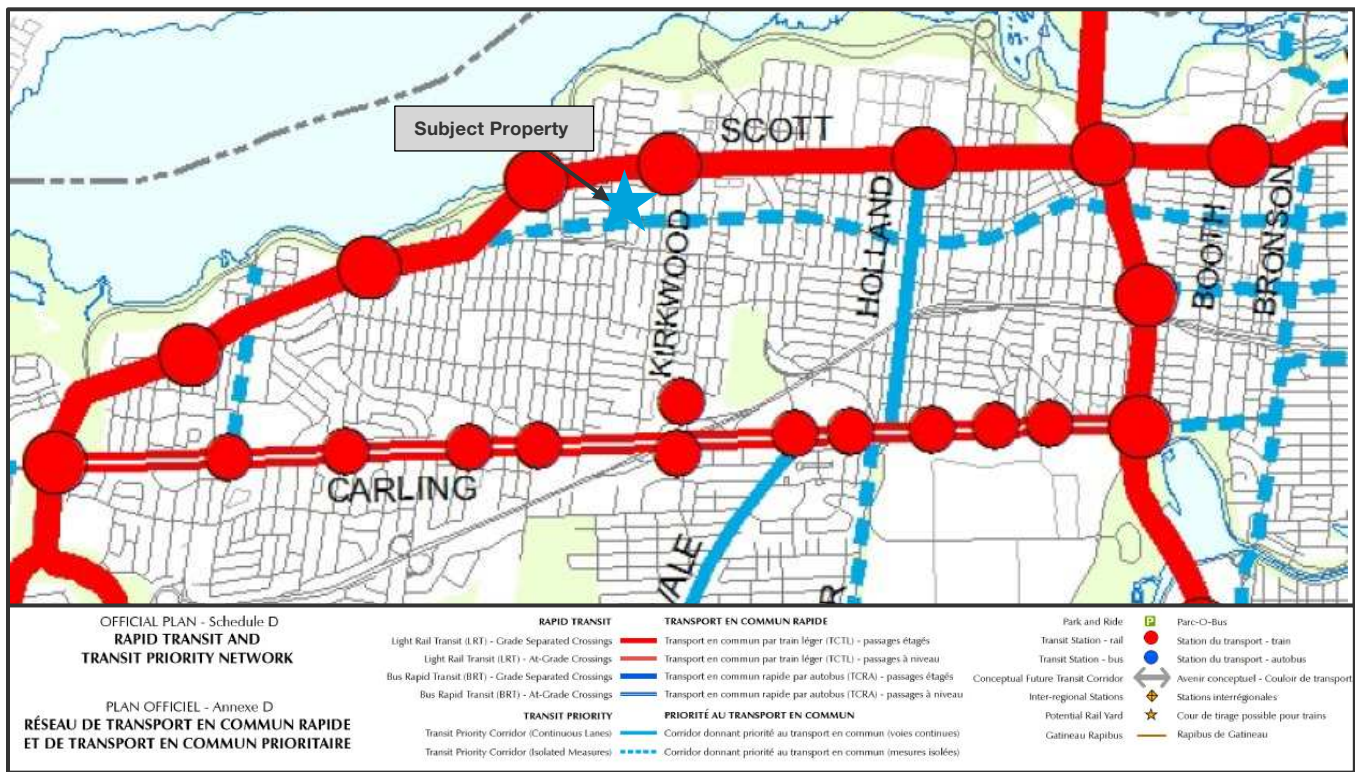 Subject Property
SCOTT
KIRKWOOD
HOLLAND
BOOTH
BRONSON
CARLING
VALE
R
OFFICIAL PLAN - Schedule D
RAPID TRANSIT AND
TRANSIT PRIORITY NETWORK
PLAN OFFICIEL - Annexe D
RÉSEAU DE TRANSPORT EN COMMUN RAPIDE
ET DE TRANSPORT EN COMMUN PRIORITAIRE
RAPID TRANSIT
TRANSPORT EN COMMUN RAPIDE
Light Rail Transit (LRT) - Grade Separated Crossings
Transport en commun par train léger (TCTL) - passages étagés
Light Rail Transit (LRT) - At-Grade Crossings
Transport en commun par train léger (TCTL) - passages à niveau
Bus Rapid Transit (BRT) - Grade Separated Crossings
Transport en commun rapide par autobus (TCRA) - passages étagés
Bus Rapid Transit (BRT) - At-Grade Crossings
Transport en commun rapide par autobus (TCRA) - passages à niveau
TRANSIT PRIORITY
PRIORITÉ AU TRANSPORT EN COMMUN
Transit Priority Corridor (Continuous Lanes)
Corridor donnant priorité au transport en commun (voies continues)
Transit Priority Corridor (Isolated Measures)
Corridor donnant priorité au transport en commun (mesures isolées)
Park and Ride
P
Parc-O-Bus
Transit Station - rail
Station du transport - train
Transit Station - bus
Station du transport - autobus
Conceptual Future Transit Corridor
Avenir conceptuel - Couloir de transport
Inter-regional Stations
Stations interrégionales
Potential Rail Yard
Cour de tirage possible pour trains
Gatineau Rapibus
Rapibus de Gatineau